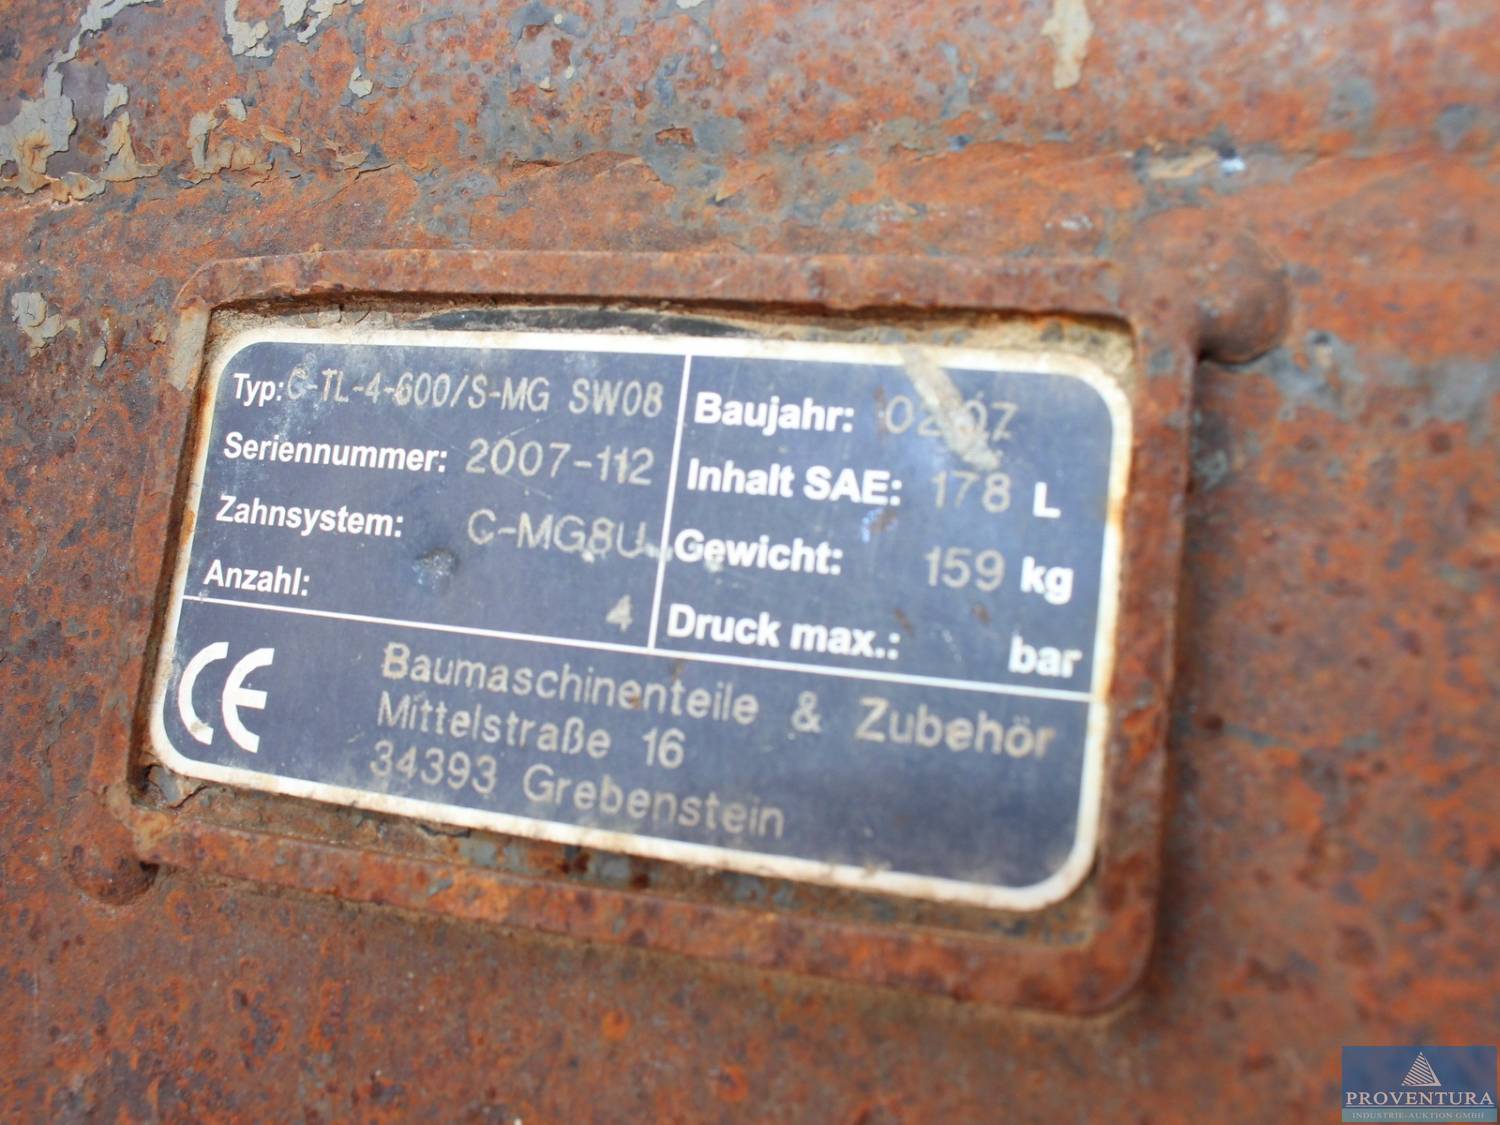 Typ: C-TL-4-600/S-MG SW08
Seriennummer: 2007-112
Zahnsystem: C-MG8U
Anzahl: 4
Baujahr: 02.07
Inhalt SAE: 178 L
Gewicht: 159 kg
Druck max.: bar
CE
Baumaschinenteile & Zubehör
Mittelstraße 16
34393 Grebenstein
PROVENTURA
INDUSTRIE-AUKTION GMBH